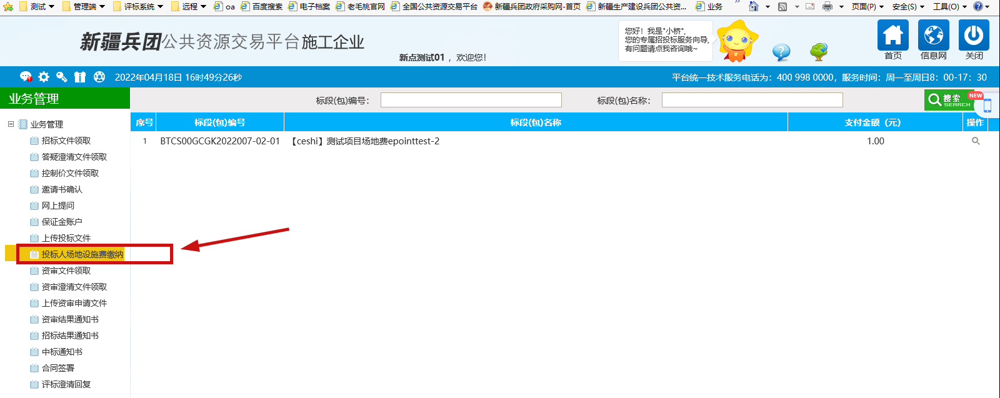 测试 管理端 评标系统 远程 oa 百度搜索 电子档案 老毛桃官网 全国公共资源交易平台 新疆兵团政府采购网-首页 新疆生产建设兵团公共资... 业务 » 页面(P) 安全(S) 工具(O)
新疆兵团公共资源交易平台施工企业
新点测试01 ，欢迎您！
您好！我是"小桥",
您的专属招投标服务向导,
有问题请点我咨询哦~
首页 信息网 关闭
2022年04月18日 16时49分26秒
平台统一技术服务电话为：400 998 0000，服务时间：周一至周日8：00-17：30
业务管理
标段(包)编号： 标段(包)名称： 搜索 SEARCH NEW
序号 标段(包)编号 标段(包)名称 支付金额（元） 操作
1 BTCS00GCGK2022007-02-01 【ceshi】测试项目场地费epointtest-2 1.00
业务管理
招标文件领取
答疑澄清文件领取
控制价文件领取
邀请书确认
网上提问
保证金账户
上传投标文件
投标人场地设施费缴纳
资审文件领取
资审澄清文件领取
上传资审申请文件
资审结果通知书
招标结果通知书
中标通知书
合同签署
评标澄清回复